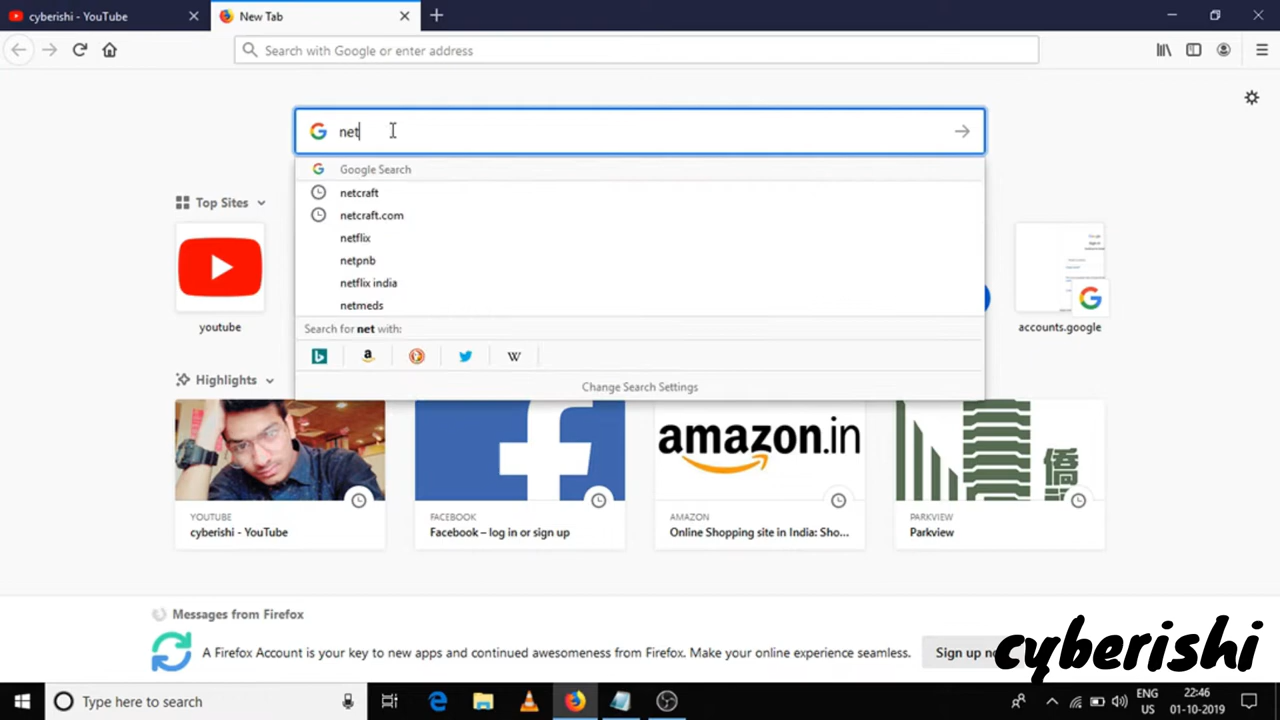 cyberishi - YouTube
New Tab
Search with Google or enter address
net
Google Search
netcraft
netcraft.com
netflix
netpnb
netflix india
netmeds
Search for net with:
Change Search Settings
Top Sites
youtube
accounts.google
Highlights
amazon.in
僑
YOUTUBE
cyberishi - YouTube
FACEBOOK
Facebook – log in or sign up
AMAZON
Online Shopping site in India: Sho...
PARKVIEW
Parkview
Messages from Firefox
A Firefox Account is your key to new apps and continued awesomeness from Firefox. Make your online experience seamless.
Sign up
cyberishi
Type here to search
ENG
US
22:46
01-10-2019